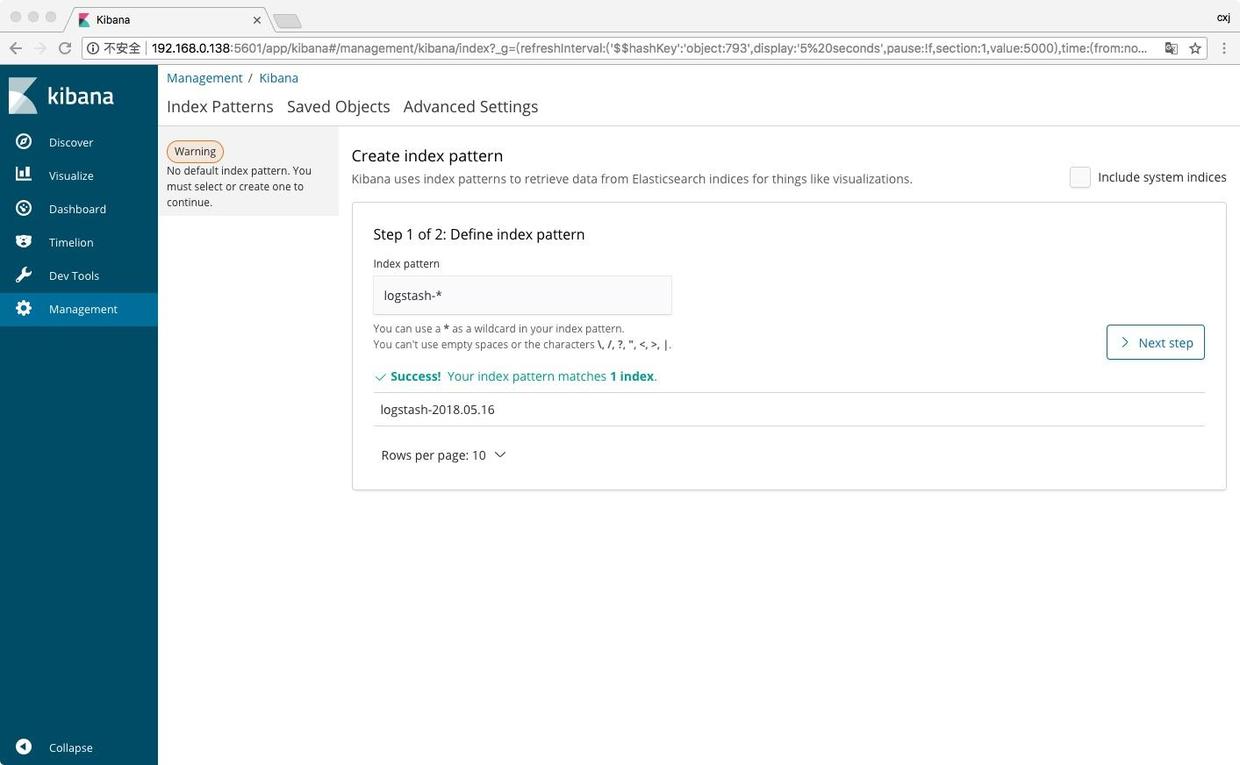 Kibana
cxj
不安全 192.168.0.138:5601/app/kibana#/management/kibana/index?_g=(refreshInterval:('$$hashKey':'object:793',display:'5%20seconds',pause:!f,section:1,value:5000),time:(from:no...
kibana
Discover
Visualize
Dashboard
Timelion
Dev Tools
Management
Collapse
Management / Kibana
Index Patterns Saved Objects Advanced Settings
Warning
No default index pattern. You
must select or create one to
continue.
Create index pattern
Kibana uses index patterns to retrieve data from Elasticsearch indices for things like visualizations.
Include system indices
Step 1 of 2: Define index pattern
Index pattern
logstash-*
You can use a * as a wildcard in your index pattern.
You can't use empty spaces or the characters \, /, ?, ", <, >, |.
Next step
Success! Your index pattern matches 1 index.
logstash-2018.05.16
Rows per page: 10